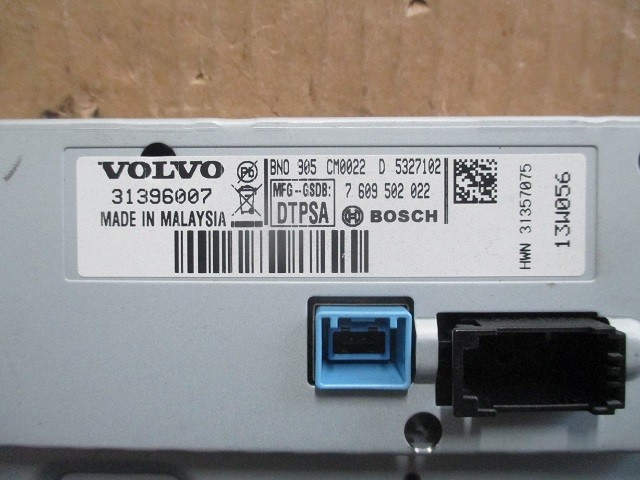 VOLVO
31396007
MADE IN MALAYSIA
BNO 905 CM0022 D 5327102
MFG--GSDB: 7 609 502 022
DTPSA BOSCH
HWN 31357075
13W056